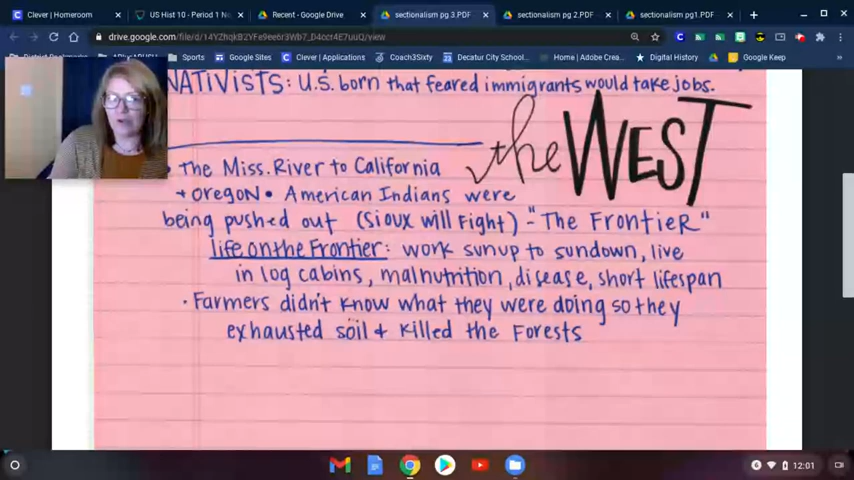 Clever | Homeroom
US Hist 10 - Period 1 No
Recent - Google Drive
sectionalism pg 3.PDF
sectionalism pg 2.PDF
sectionalism pg1.PDF
drive.google.com/file/d/14YZhqkB2YFe9ee6r3Wb7_D4ccr4E7uuQ/view
Sports
Google Sites
Clever | Applications
Coach3Sixty
Decatur City School...
Home | Adobe Crea...
Digital History
Google Keep
NATIVISTS: U.S. born that feared immigrants would take jobs.
the WEST
• the Miss. River to California
+ Oregon • American Indians were
being pushed out (Sioux will Fight) - "The Frontier"
life on the Frontier: work sunup to sundown, live
in log cabins, malnutrition, disease, short lifespan
• Farmers didn't know what they were doing so they
exhausted soil + killed the Forests
12:01